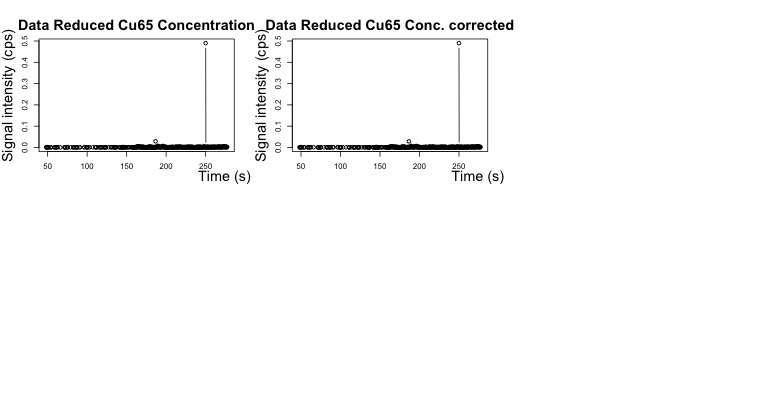 Data Reduced Cu65 Concentration
Signal intensity (cps)
0.5
0.4
0.3
0.2
0.1
0.0
50 100 150 200 250
Time (s)
Data Reduced Cu65 Conc. corrected
Signal intensity (cps)
0.5
0.4
0.3
0.2
0.1
0.0
50 100 150 200 250
Time (s)